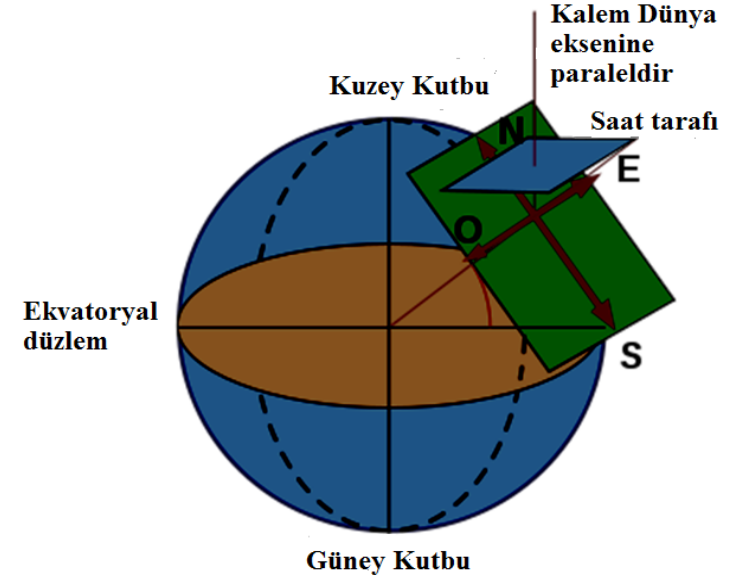 Kalem Dünya
eksenine
paraleldir
Kuzey Kutbu
Saat tarafı
N
E
O
Ekvatoryal
düzlem
S
Güney Kutbu